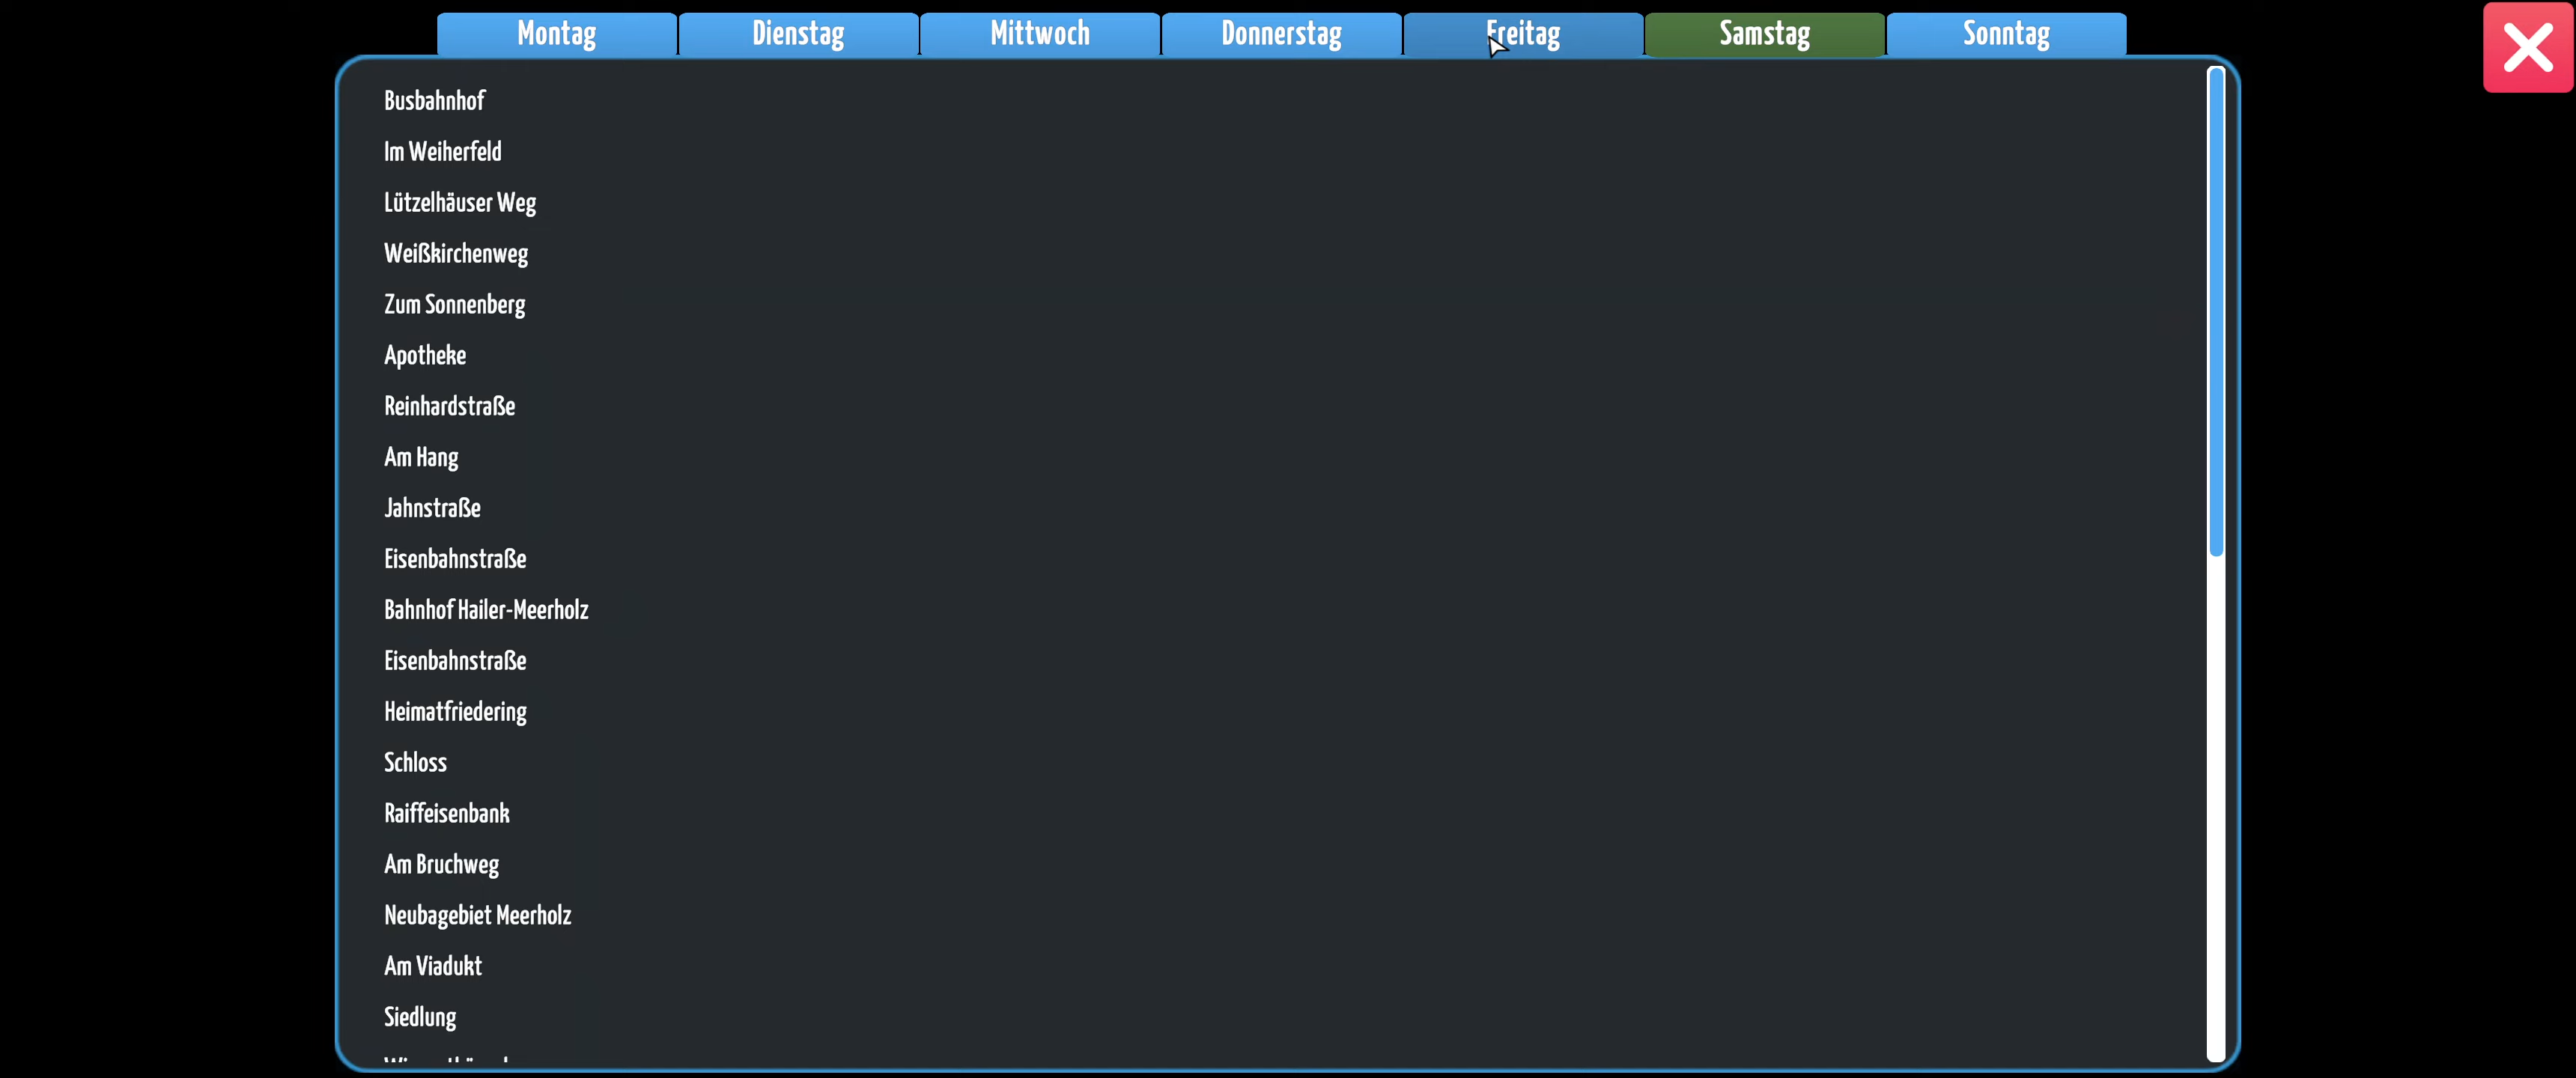 Montag Dienstag Mittwoch Donnerstag Freitag Samstag Sonntag
Busbahnhof
Im Weiherfeld
Lützelhäuser Weg
Weißkirchenweg
Zum Sonnenberg
Apotheke
Reinhardstraße
Am Hang
Jahnstraße
Eisenbahnstraße
Bahnhof Hailer-Meerholz
Eisenbahnstraße
Heimatfriedering
Schloss
Raiffeisenbank
Am Bruchweg
Neubagebiet Meerholz
Am Viadukt
Siedlung